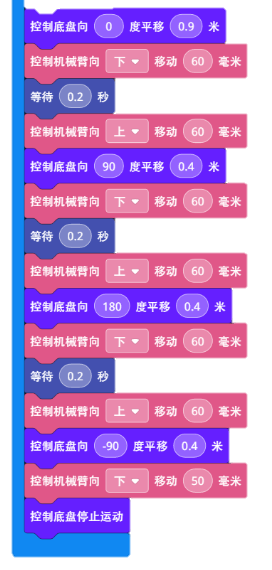 控制底盘向 0 度平移 0.9 米
控制机械臂向 下 移动 60 毫米
等待 0.2 秒
控制机械臂向 上 移动 60 毫米
控制底盘向 90 度平移 0.4 米
控制机械臂向 下 移动 60 毫米
等待 0.2 秒
控制机械臂向 上 移动 60 毫米
控制底盘向 180 度平移 0.4 米
控制机械臂向 下 移动 60 毫米
等待 0.2 秒
控制机械臂向 上 移动 60 毫米
控制底盘向 -90 度平移 0.4 米
控制机械臂向 下 移动 50 毫米
控制底盘停止运动